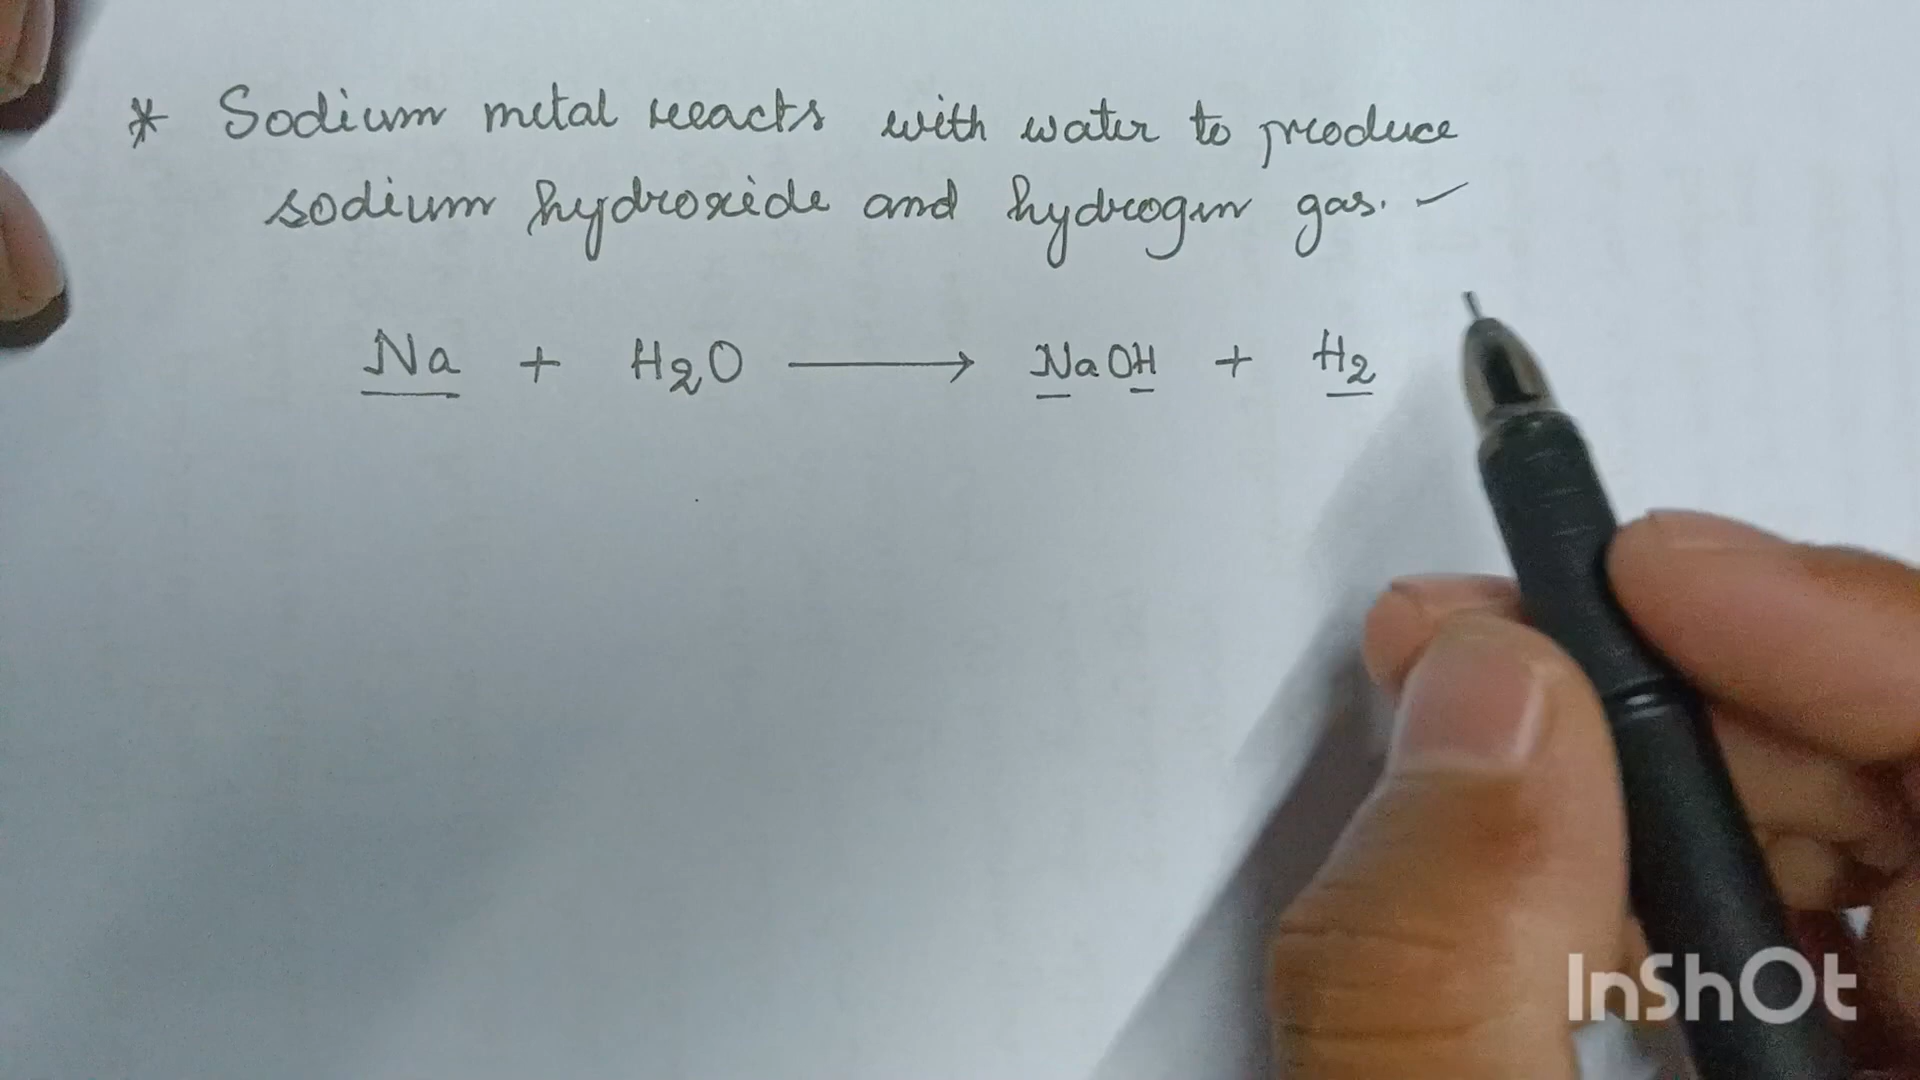 * Sodium metal reacts with water to produce
sodium hydroxide and hydrogen gas.
Na + H₂O ⟶ NaOH + H₂
InShOt